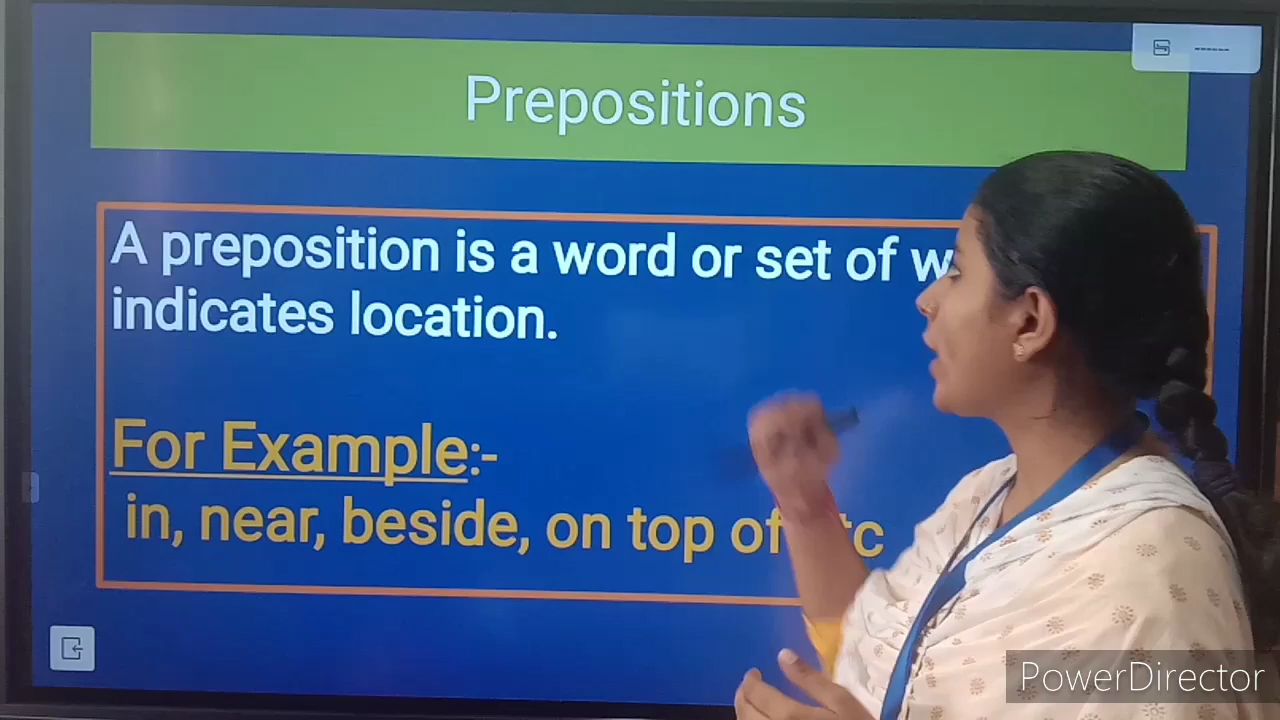 Prepositions
A preposition is a word or set of
indicates location.
For Example:-
in, near, beside, on top of
PowerDirector